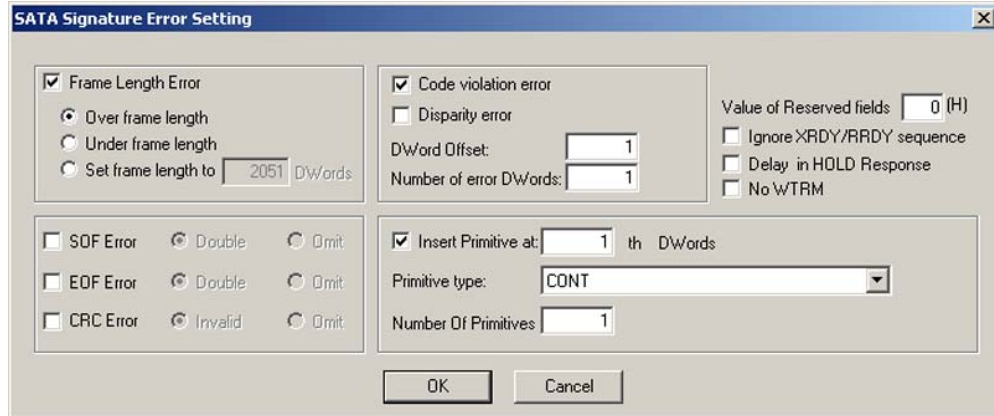 SATA Signature Error Setting
Frame Length Error
Over frame length
Under frame length
Set frame length to 2051 DWords
Code violation error
Disparity error
DWord Offset: 1
Number of error DWords: 1
Value of Reserved fields 0 (H)
Ignore XRDY/RRDY sequence
Delay in HOLD Response
No WTRM
SOF Error Double Omit
EOF Error Double Omit
CRC Error Invalid Omit
Insert Primitive at: 1 th DWords
Primitive type: CONT
Number Of Primitives 1
OK Cancel